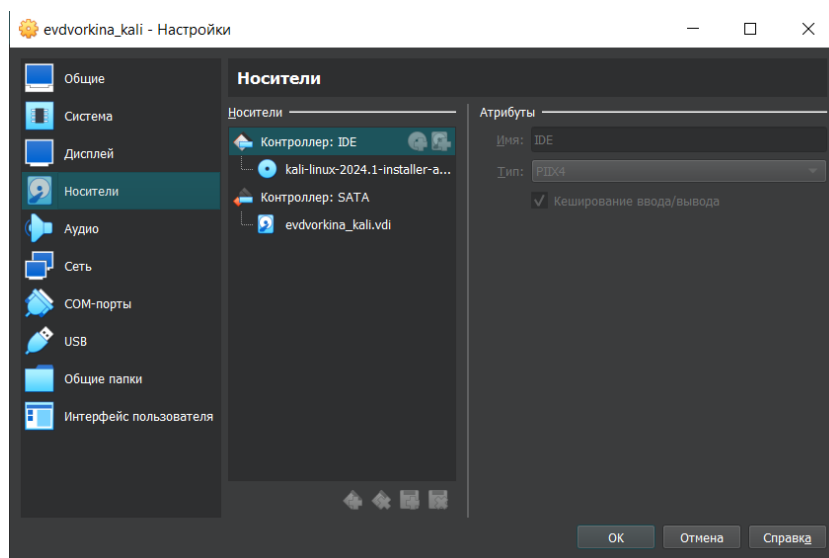 evdvorkina_kali - Настройки
Общие
Система
Дисплей
Носители
Аудио
Сеть
COM-порты
USB
Общие папки
Интерфейс пользователя
Носители
Носители
Контроллер: IDE
kali-linux-2024.1-installer-a...
Контроллер: SATA
evdvorkina_kali.vdi
Атрибуты
Имя: IDE
Тип: PIIX4
Кеширование ввода/вывода
OK Отмена Справка